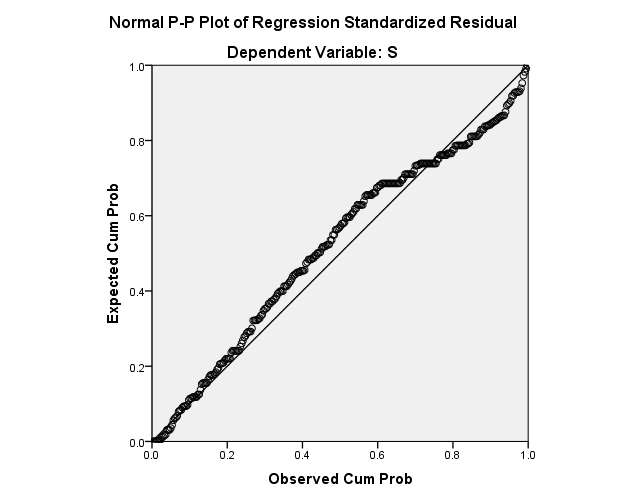 Normal P-P Plot of Regression Standardized Residual
Dependent Variable: S
1.0
0.8
0.6
0.4
0.2
0.0
Expected Cum Prob
0.0 0.2 0.4 0.6 0.8 1.0
Observed Cum Prob